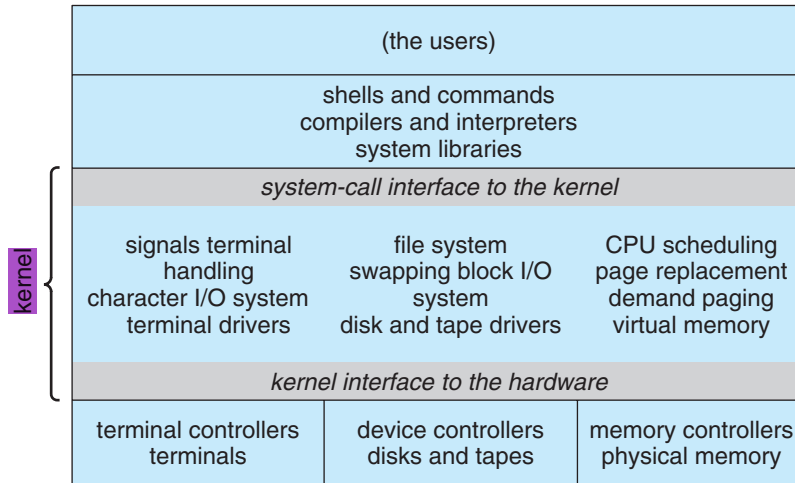 (the users)
shells and commands
compilers and interpreters
system libraries
kernel
system-call interface to the kernel
signals terminal
handling
character I/O system
terminal drivers
file system
swapping block I/O
system
disk and tape drivers
CPU scheduling
page replacement
demand paging
virtual memory
kernel interface to the hardware
terminal controllers
terminals
device controllers
disks and tapes
memory controllers
physical memory